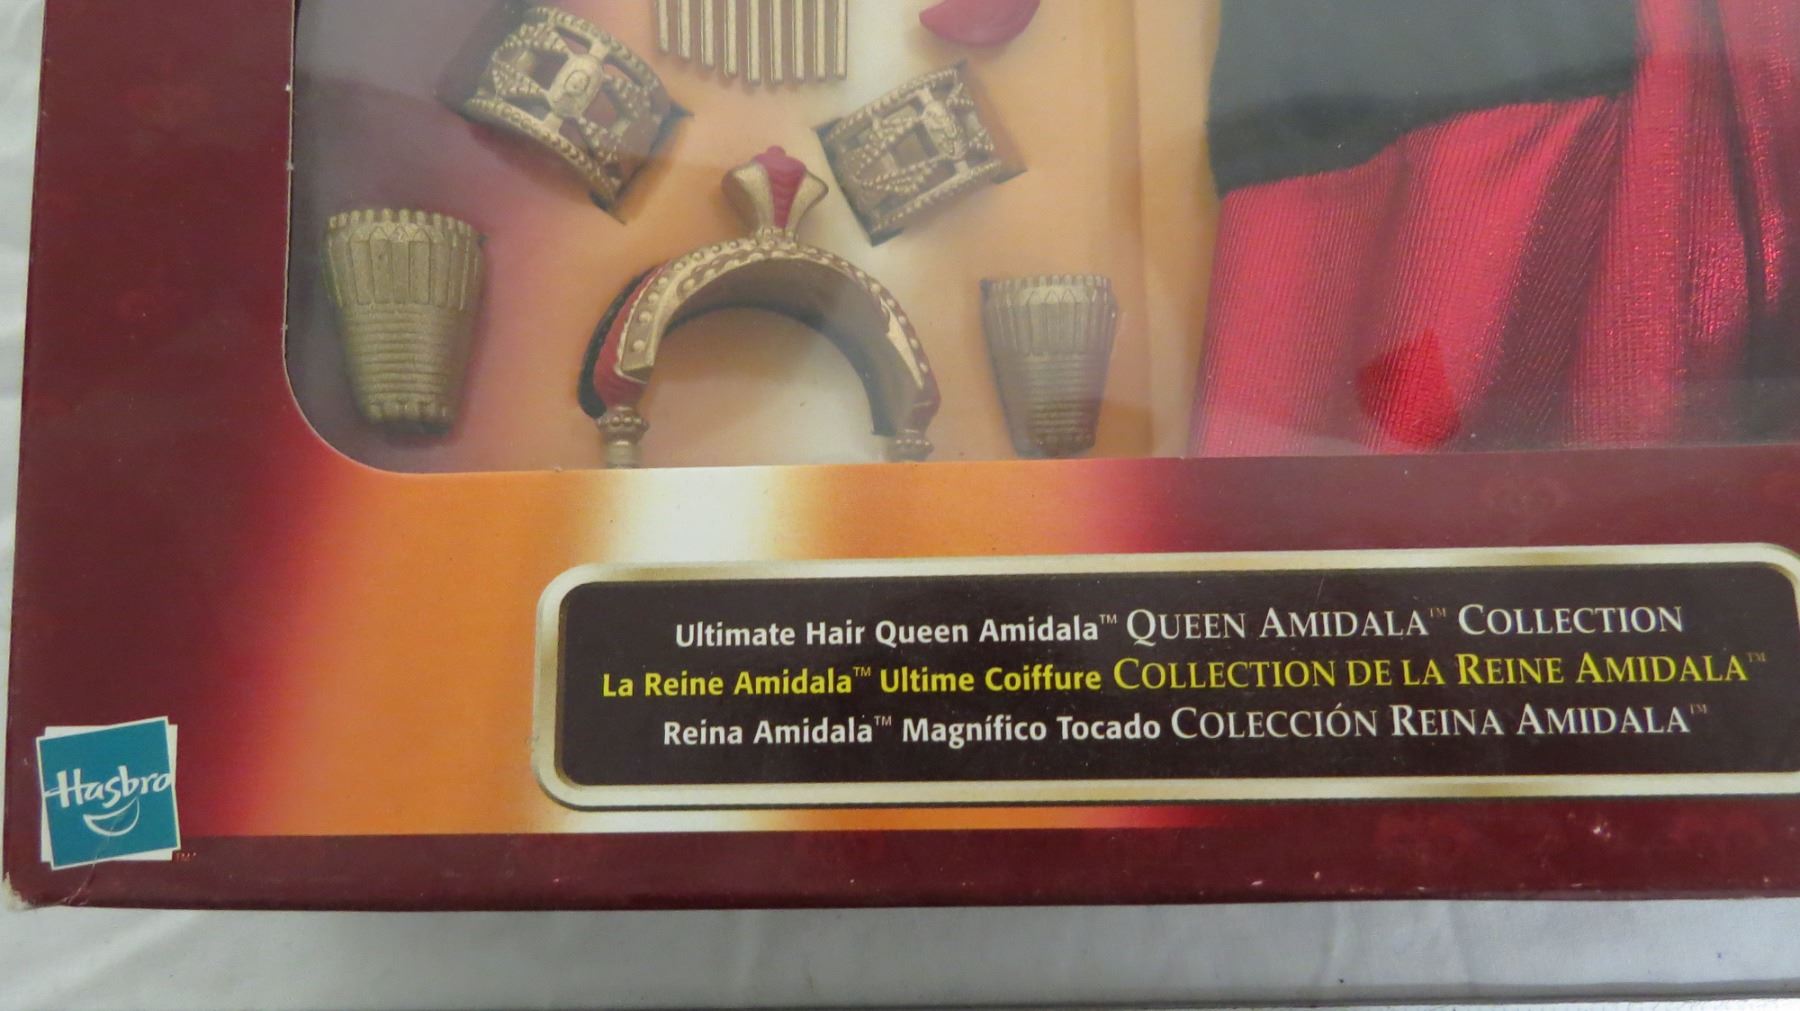 Ultimate Hair Queen Amidala™ QUEEN AMIDALA™ COLLECTION
La Reine Amidala™ Ultime Coiffure COLLECTION DE LA REINE AMIDALA™
Reina Amidala™ Magnífico Tocado COLECCIÓN REINA AMIDALA™
Hasbro
TM